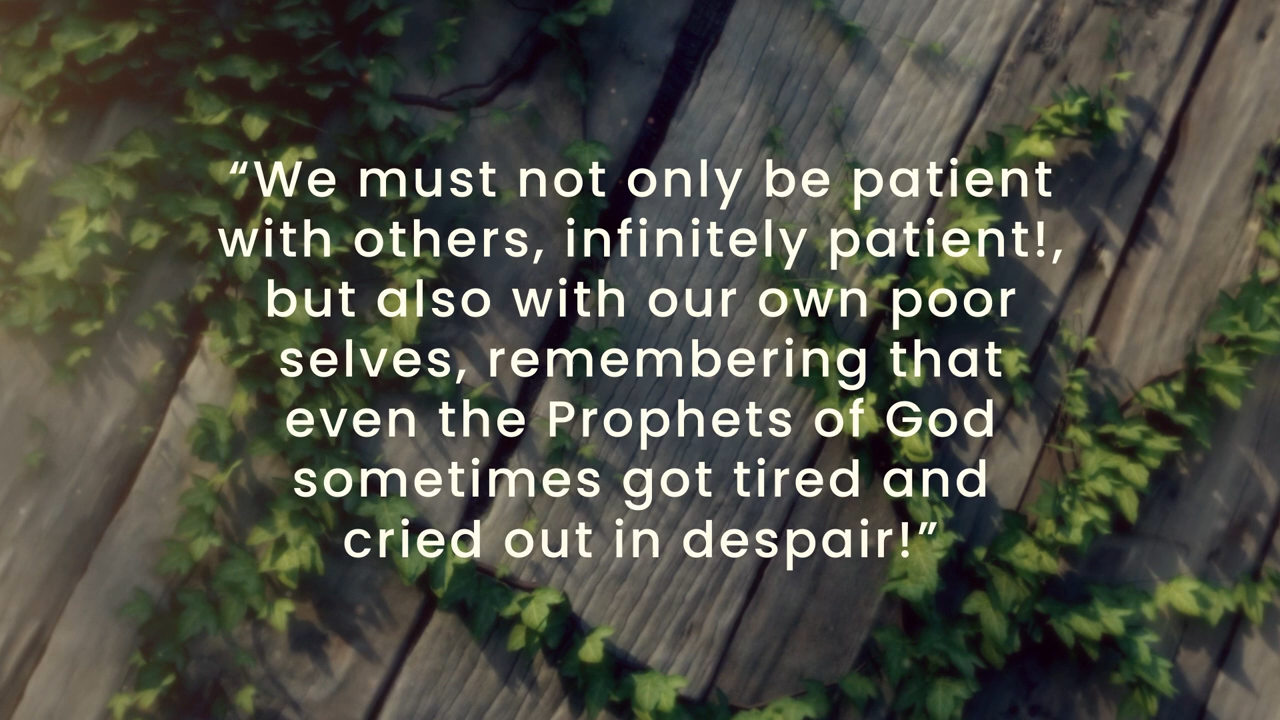 “We must not only be patient
with others, infinitely patient!,
but also with our own poor
selves, remembering that
even the Prophets of God
sometimes got tired and
cried out in despair!”